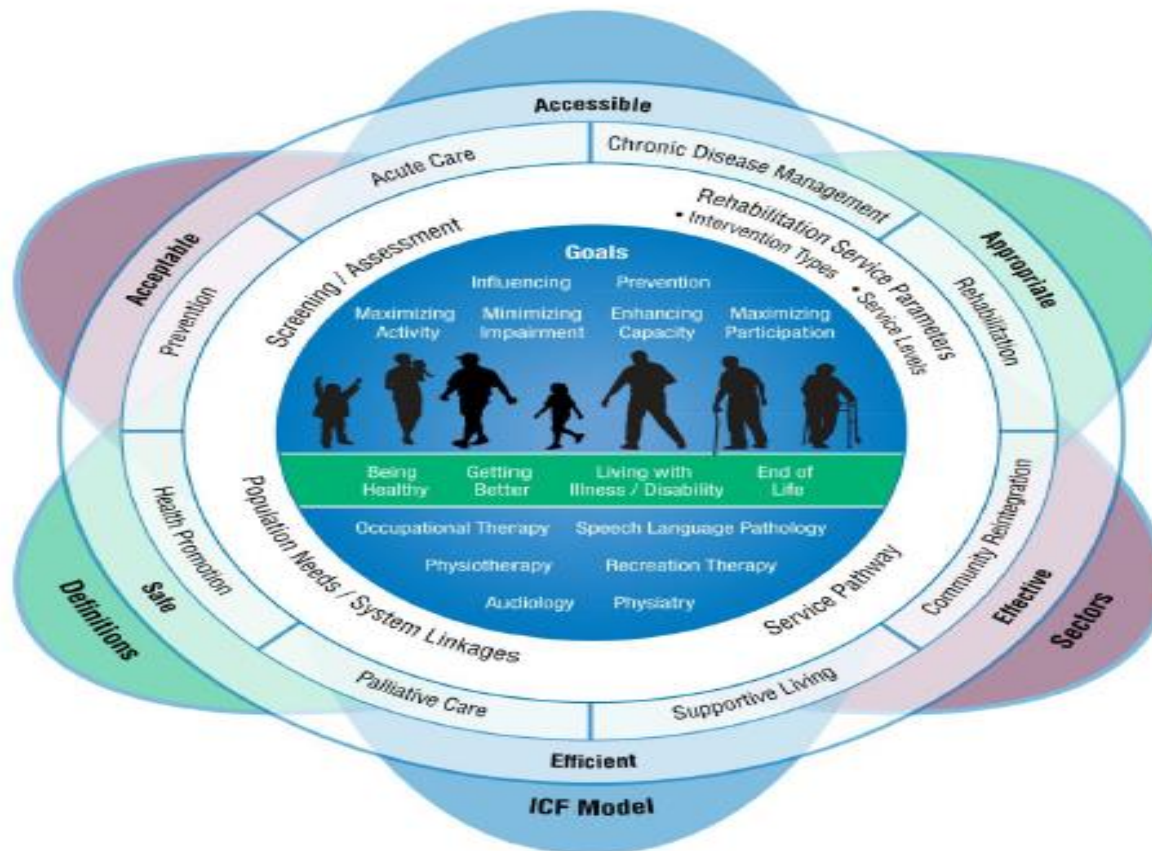 Accessible
Acute Care
Chronic Disease Management
Acceptable
Appropriale
Prevention
Rehabilitation
Screening / Assessment
Rehabilitation Service Parameters
• Intervention Types
• Service Levels
Goals
Influencing
Prevention
Maximizing
Activity
Minimizing
Impairment
Enhancing
Capacity
Maximizing
Participation
Being
Healthy
Getting
Better
Living with
Illness / Disability
End of
Life
Occupational Therapy
Speech Language Pathology
Physiotherapy
Recreation Therapy
Audiology
Physiatry
Population Needs / System Linkages
Service Pathway
Health Promotion
Community Reintegration
Safe
Effective
Definitions
Sectors
Palliative Care
Supportive Living
Efficient
ICF Model